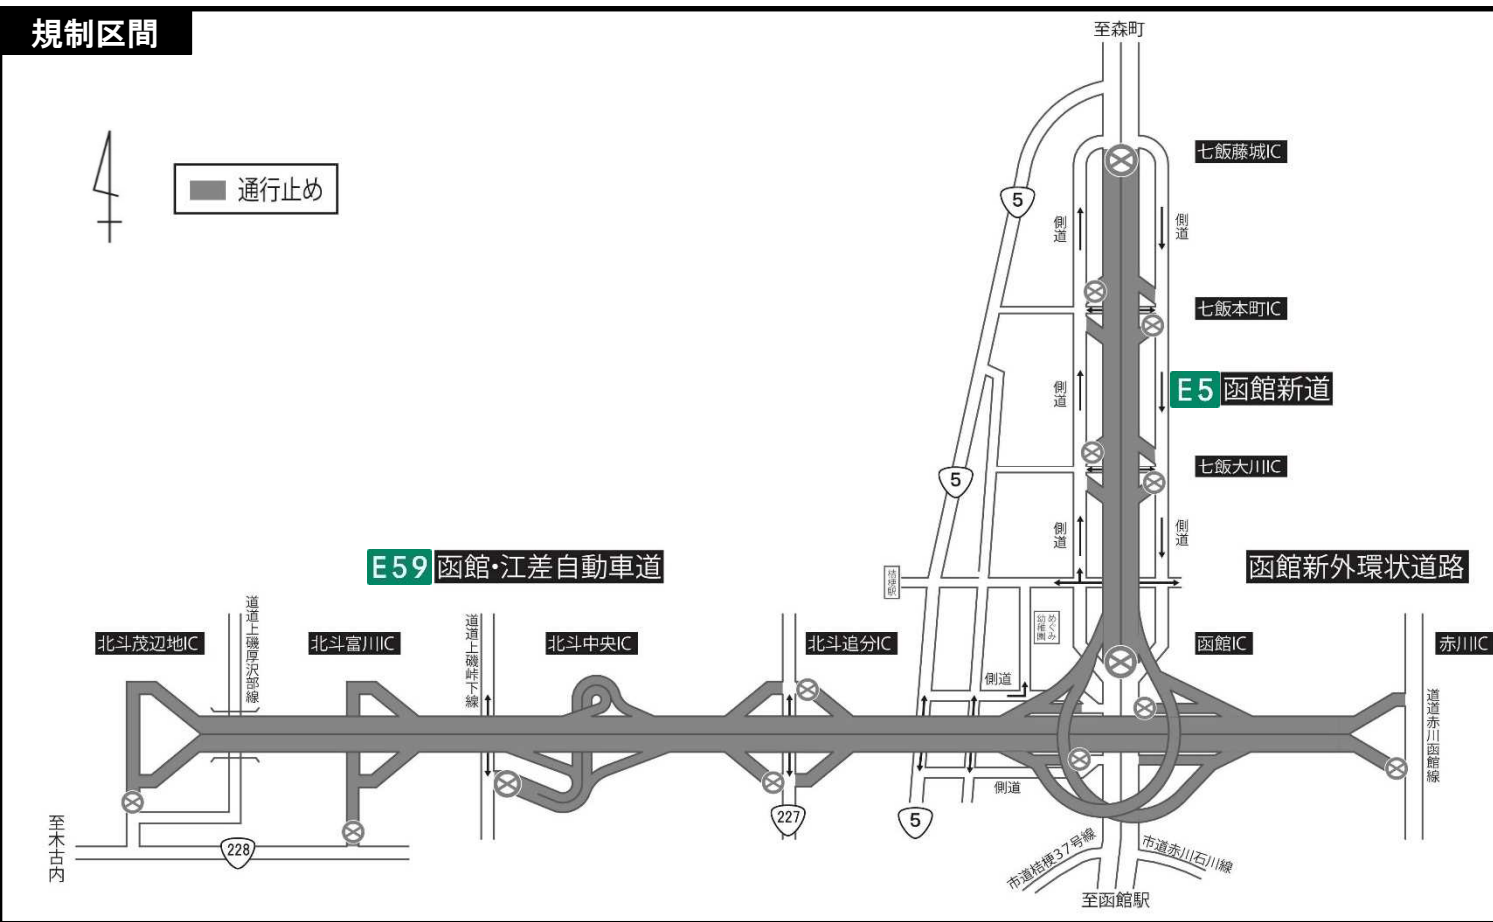 規制区間
至森町
通行止め
七飯藤城IC
5
側道
側道
七飯本町IC
側道
E5 函館新道
5
七飯大川IC
側道
側道
E59 函館・江差自動車道
函館新外環状道路
桔梗駅
めぐみ幼稚園
北斗茂辺地IC
道道上磯厚沢部線
北斗富川IC
道道上磯峠下線
北斗中央IC
北斗追分IC
函館IC
赤川IC
側道
道道赤川函館線
側道
至木古内
228
227
5
市道桔梗37号線
市道赤川石川線
至函館駅